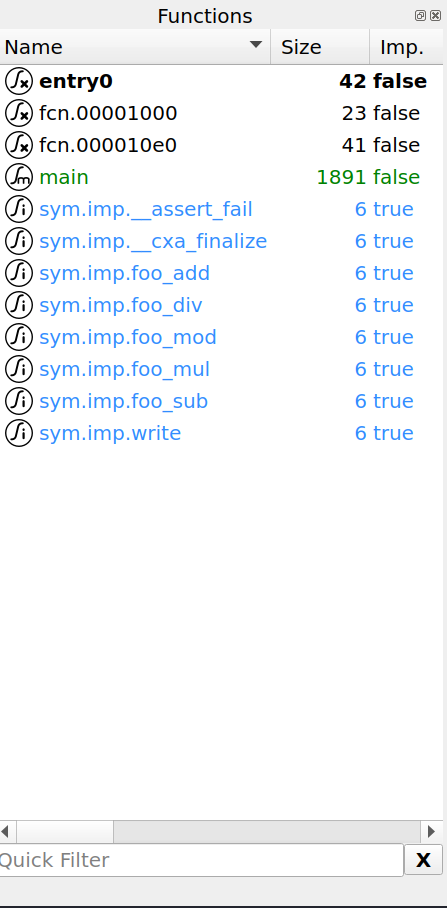 Functions
Name Size Imp.
entry0 42 false
fcn.00001000 23 false
fcn.000010e0 41 false
main 1891 false
sym.imp.__assert_fail 6 true
sym.imp.__cxa_finalize 6 true
sym.imp.foo_add 6 true
sym.imp.foo_div 6 true
sym.imp.foo_mod 6 true
sym.imp.foo_mul 6 true
sym.imp.foo_sub 6 true
sym.imp.write 6 true
Quick Filter X